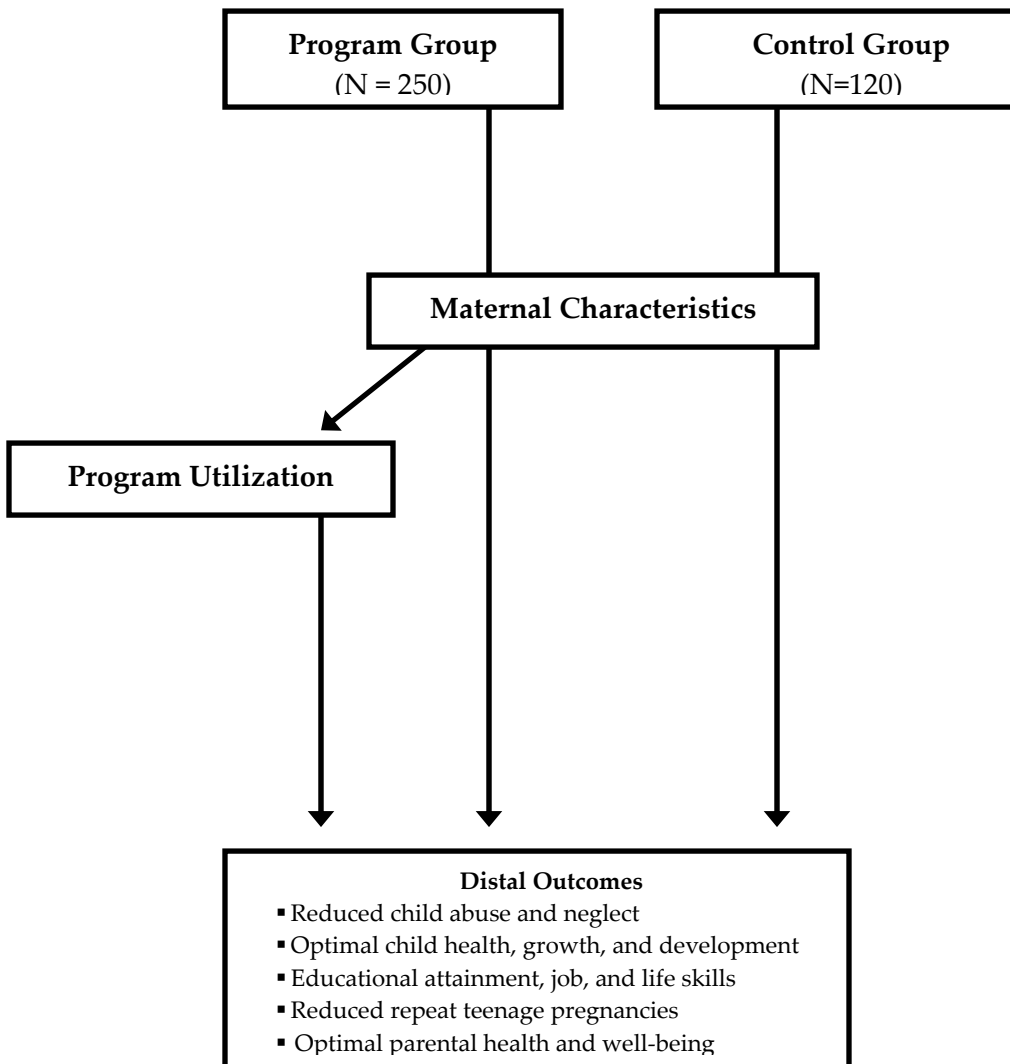 Program Group
(N = 250)
Control Group
(N=120)
Maternal Characteristics
Program Utilization
Distal Outcomes
▪ Reduced child abuse and neglect
▪ Optimal child health, growth, and development
▪ Educational attainment, job, and life skills
▪ Reduced repeat teenage pregnancies
▪ Optimal parental health and well-being